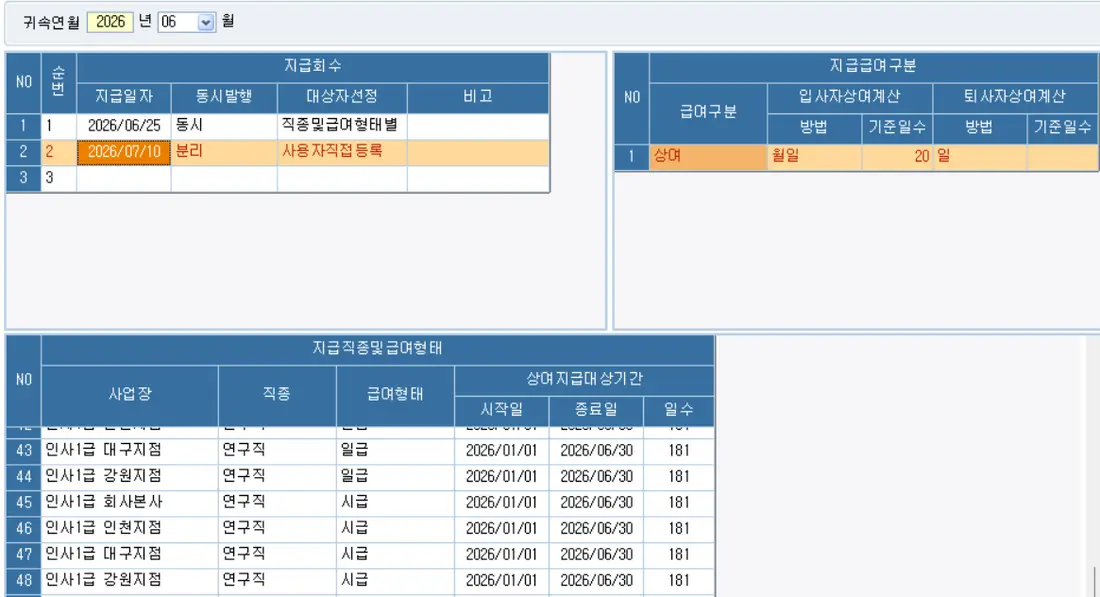 귀속연월 2026 년 06 월
NO 순번 지급회수
지급일자 동시발행 대상자선정 비고
1 1 2026/06/25 동시 직종및급여형태별
2 2 2026/07/10 분리 사용자직접등록
3 3
NO 지급급여구분
급여구분 입사자상여계산 퇴사자상여계산
방법 기준일수 방법 기준일수
1 상여 월일 20 일
NO 지급직종및급여형태
사업장 직종 급여형태 상여지급대상기간
시작일 종료일 일수
43 인사1급 대구지점 연구직 일급 2026/01/01 2026/06/30 181
44 인사1급 강원지점 연구직 일급 2026/01/01 2026/06/30 181
45 인사1급 회사본사 연구직 시급 2026/01/01 2026/06/30 181
46 인사1급 인천지점 연구직 시급 2026/01/01 2026/06/30 181
47 인사1급 대구지점 연구직 시급 2026/01/01 2026/06/30 181
48 인사1급 강원지점 연구직 시급 2026/01/01 2026/06/30 181